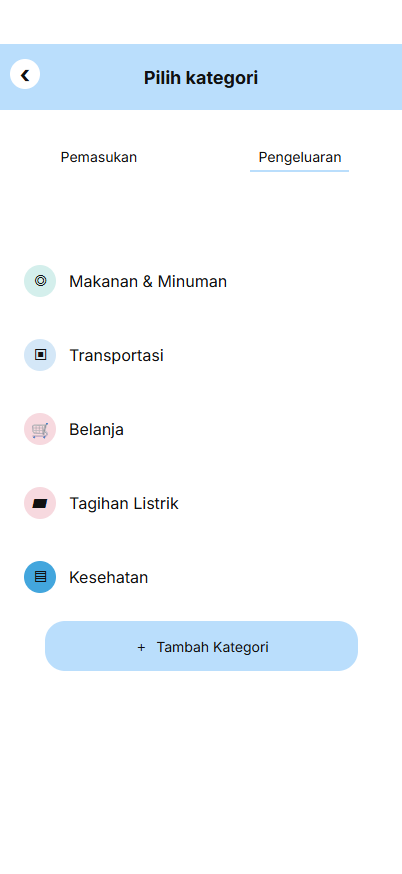 Pilih kategori
Pemasukan
Pengeluaran
Makanan & Minuman
Transportasi
Belanja
Tagihan Listrik
Kesehatan
+ Tambah Kategori